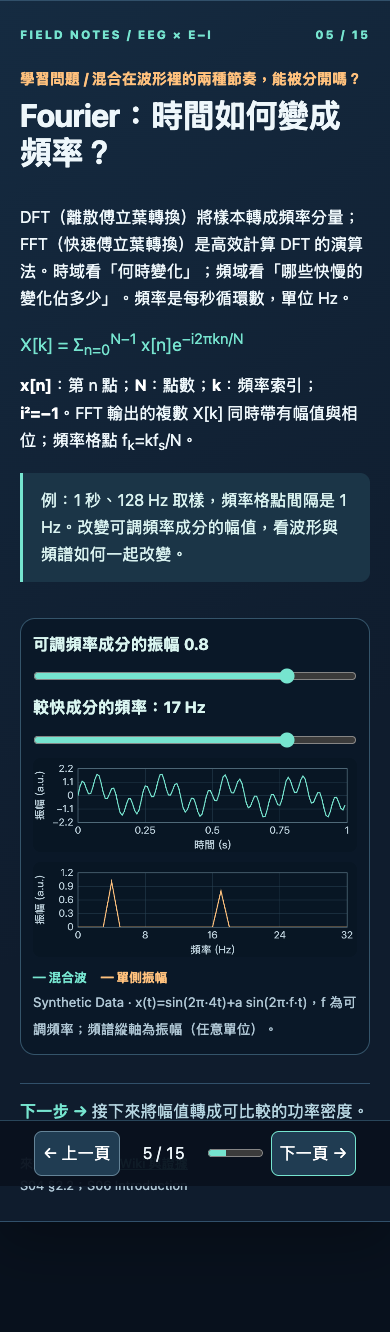 FIELD NOTES / EEG × E–I
05 / 15
學習問題 / 混合在波形裡的兩種節奏，能被分開嗎？
Fourier：時間如何變成
頻率？
DFT（離散傅立葉轉換）將樣本轉成頻率分量；
FFT（快速傅立葉轉換）是高效計算 DFT 的演算
法。時域看「何時變化」；頻域看「哪些快慢的
變化佔多少」。頻率是每秒循環數，單位 Hz。
X[k] = Σn=0N−1 x[n]e−i2πkn/N
x[n]：第 n 點；N：點數；k：頻率索引；
i²=−1。FFT 輸出的複數 X[k] 同時帶有幅值與相
位；頻率格點 fk=kfs/N。
例：1 秒、128 Hz 取樣，頻率格點間隔是 1
Hz。改變可調頻率成分的幅值，看波形與
頻譜如何一起改變。
可調頻率成分的振幅 0.8
較快成分的頻率：17 Hz
振幅 (a.u.)
2.2
1.1
0
−1.1
−2.2
0 0.25 0.5 0.75 1
時間 (s)
振幅 (a.u.)
1.2
0.9
0.6
0.3
0
0 8 16 24 32
頻率 (Hz)
— 混合波 — 單側振幅
Synthetic Data · x(t)=sin(2π·4t)+a sin(2π·f·t)，f 為可
調頻率；頻譜縱軸為振幅（任意單位）。
下一步 → 接下來將幅值轉成可比較的功率密度。
← 上一頁
5 / 15
下一頁 →
S04 §2.2；S06 Introduction